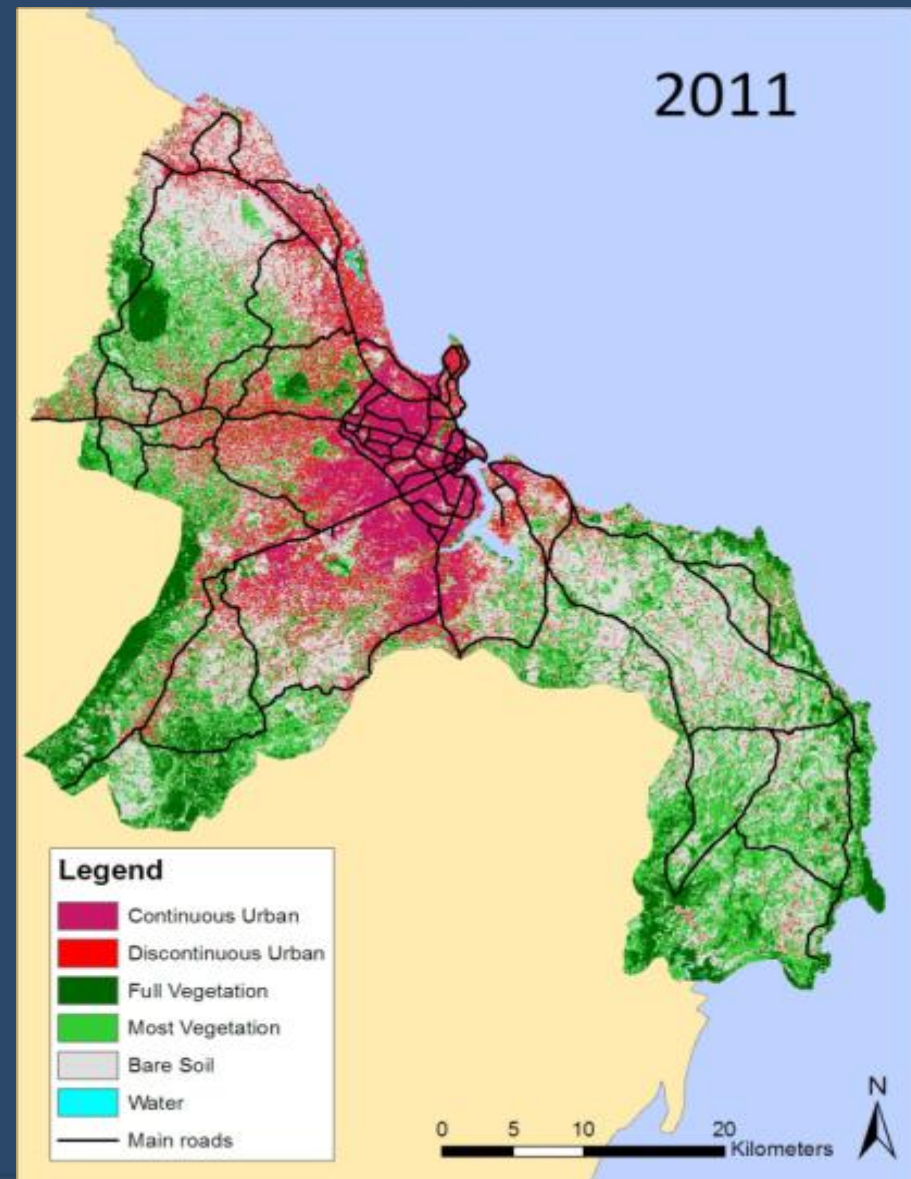 2011
Legend
Continuous Urban
Discontinuous Urban
Full Vegetation
Most Vegetation
Bare Soil
Water
Main roads
N
0 5 10 20
Kilometers